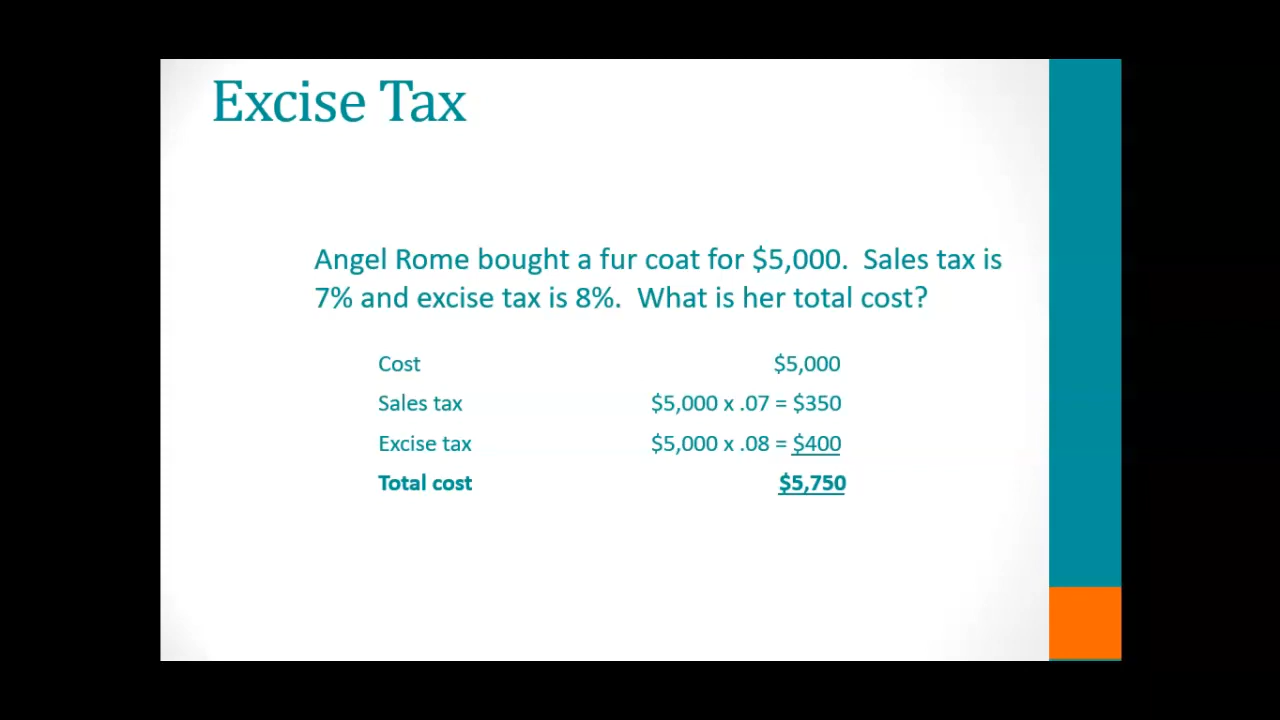 Excise Tax
Angel Rome bought a fur coat for $5,000.  Sales tax is
7% and excise tax is 8%.  What is her total cost?
Cost $5,000
Sales tax $5,000 x .07 = $350
Excise tax $5,000 x .08 = $400
Total cost $5,750